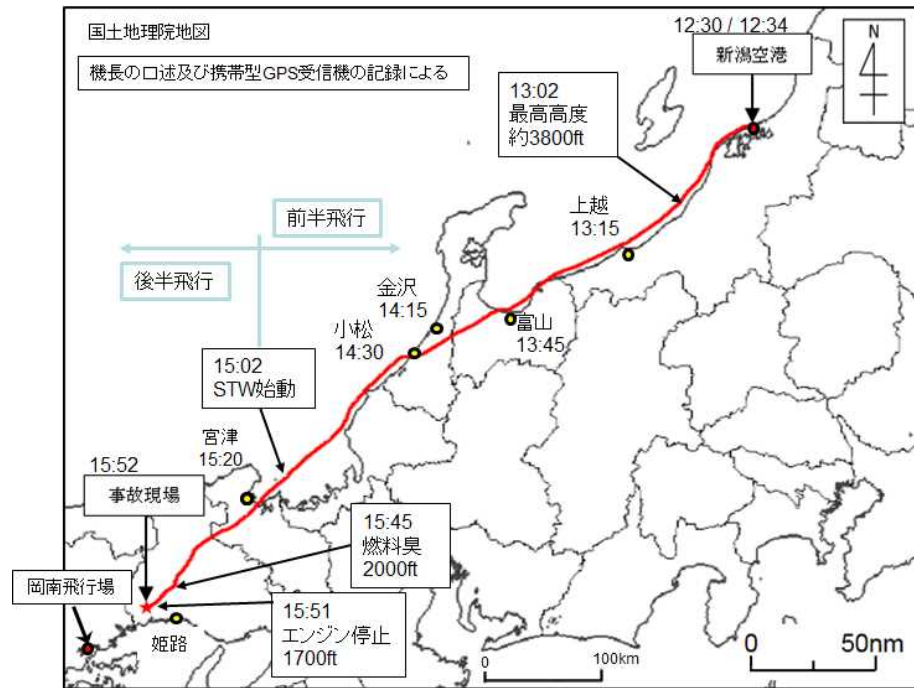 国土地理院地図
機長の口述及び携帯型GPS受信機の記録による
12:30 / 12:34
新潟空港
N
13:02
最高高度
約3800ft
上越
13:15
前半飛行
後半飛行
金沢
14:15
小松
14:30
富山
13:45
15:02
STW始動
宮津
15:20
15:52
事故現場
15:45
燃料臭
2000ft
岡南飛行場
15:51
エンジン停止
1700ft
姫路
0
100km
0
50nm